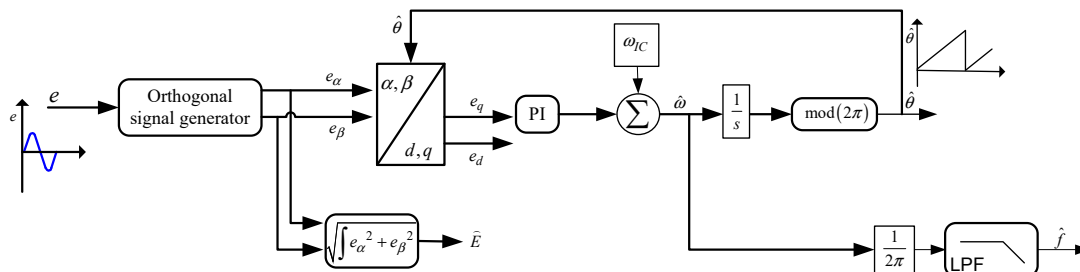 θ̂
ω_IC
θ̂
e
e
Orthogonal
signal generator
e_α
e_β
α, β
d, q
e_q
e_d
PI
∑
ω̂
1/s
mod(2π)
θ̂
√∫e_α² + e_β²
Ê
1/2π
LPF
f̂